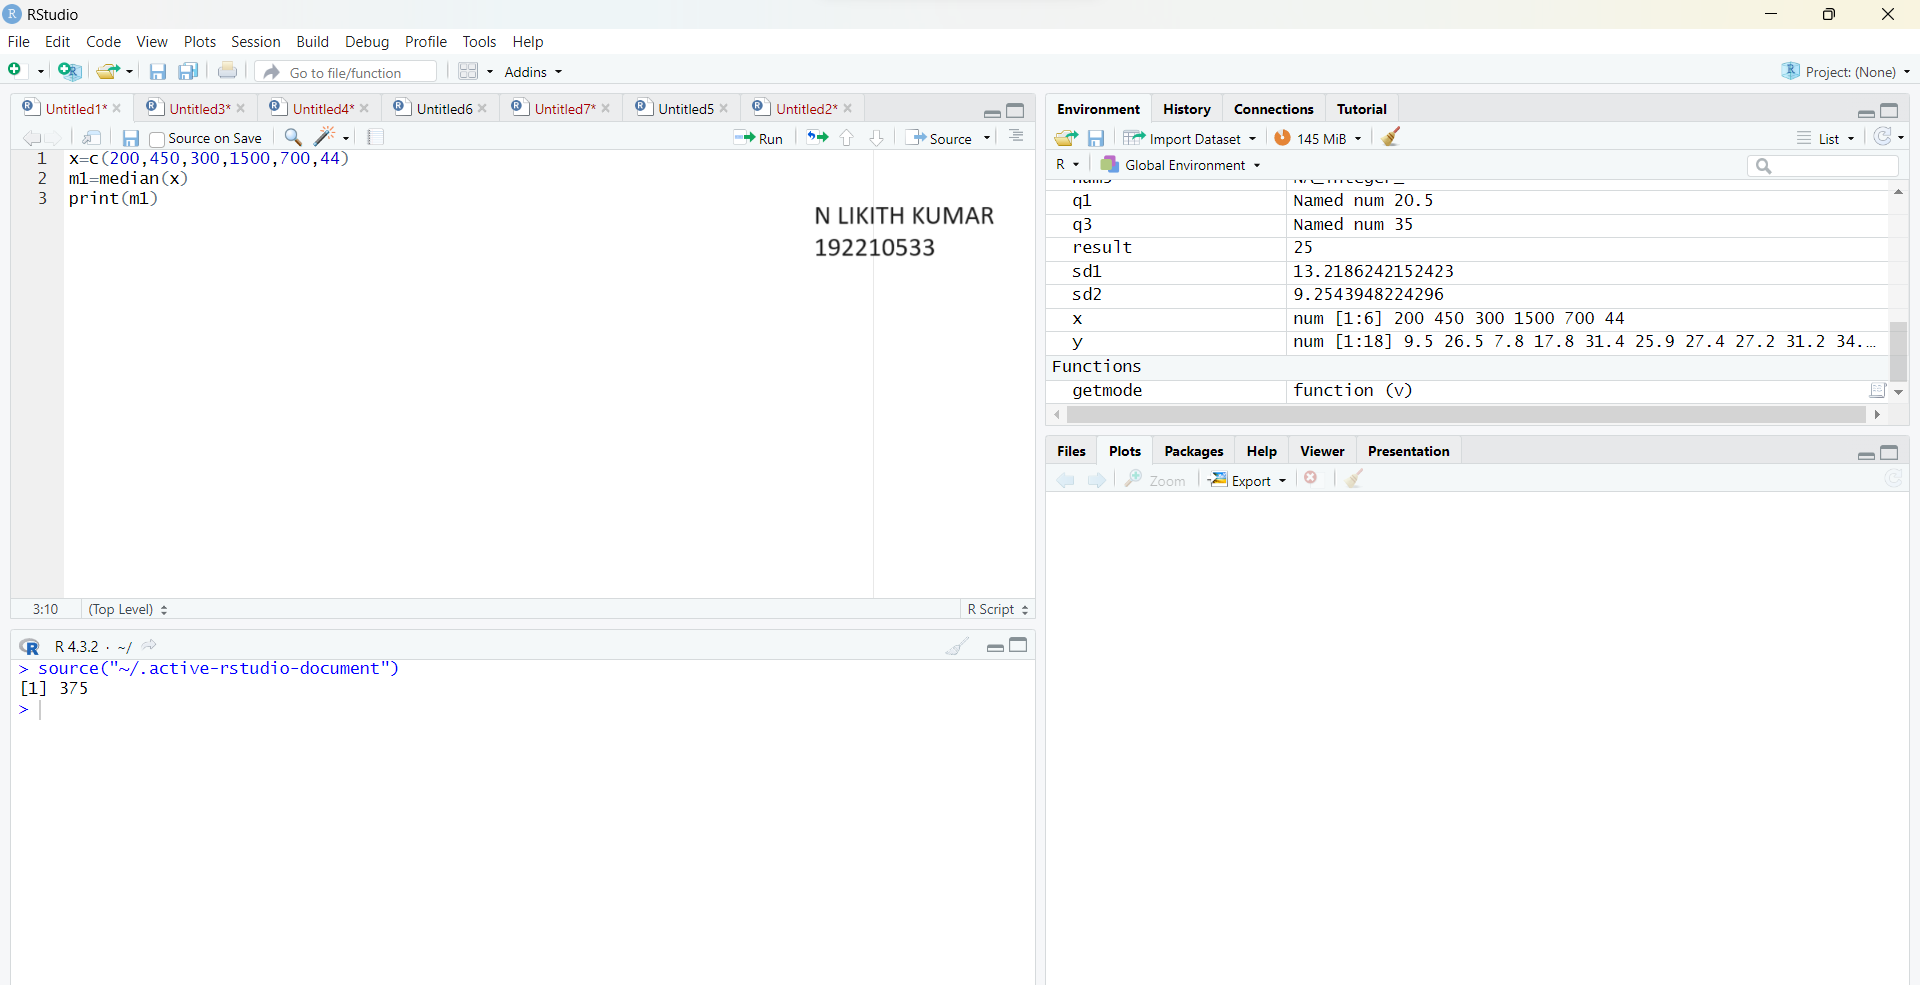 RStudio
File Edit Code View Plots Session Build Debug Profile Tools Help
Go to file/function Addins Project: (None)
Untitled1* Untitled3* Untitled4* Untitled6 Untitled7* Untitled5 Untitled2*
Source on Save Run Source
1 x=c(200,450,300,1500,700,44)
2 m1=median(x)
3 print(m1)
N LIKITH KUMAR
192210533
3:10 (Top Level) R Script
R 4.3.2 · ~/
> source("~/.active-rstudio-document")
[1] 375
>
Environment History Connections Tutorial
Import Dataset 145 MiB List
R Global Environment
q1 Named num 20.5
q3 Named num 35
result 25
sd1 13.2186242152423
sd2 9.2543948224296
x num [1:6] 200 450 300 1500 700 44
y num [1:18] 9.5 26.5 7.8 17.8 31.4 25.9 27.4 27.2 31.2 34.…
Functions
getmode function (v)
Files Plots Packages Help Viewer Presentation
Zoom Export